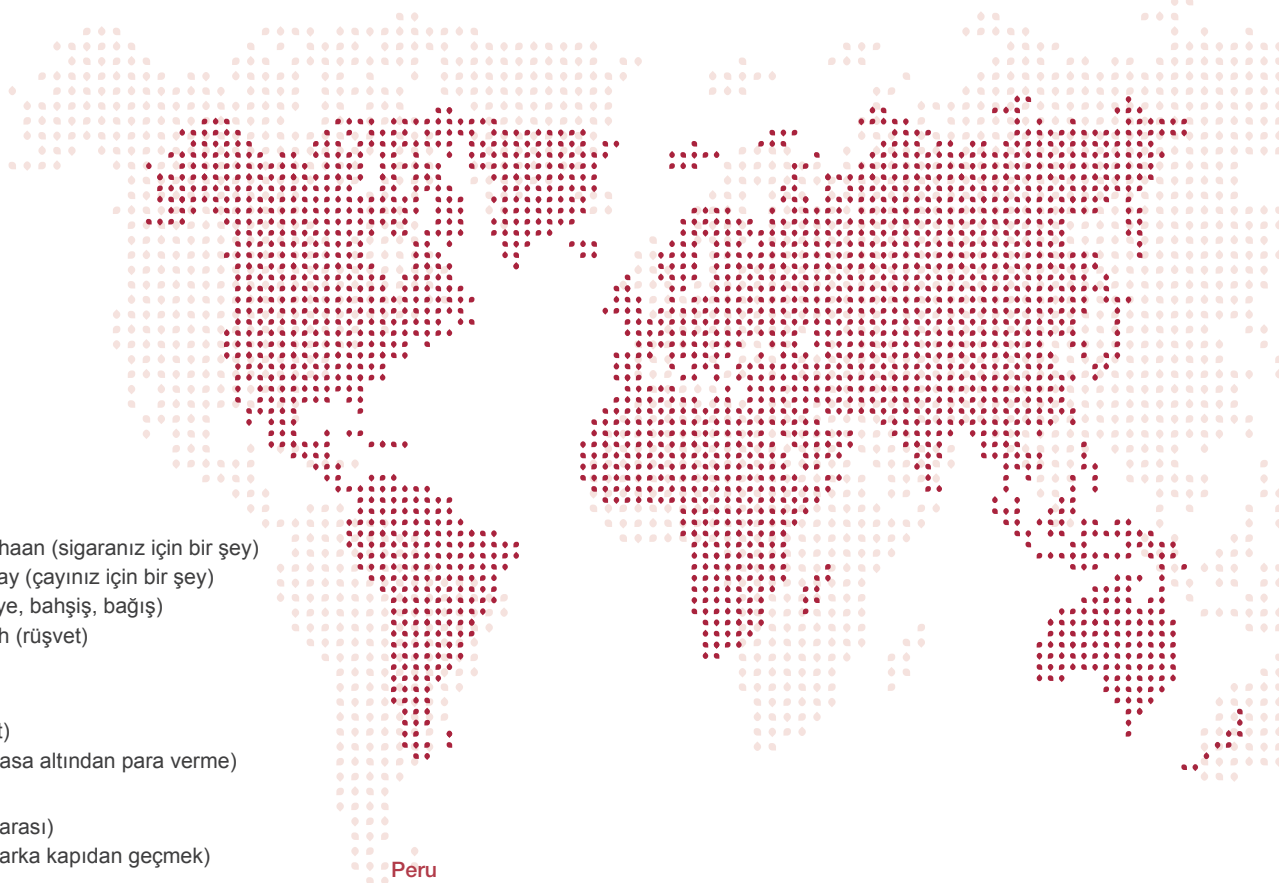 haan (sigaranız için bir şey)
ay (çayınız için bir şey)
ye, bahşiş, bağış)
h (rüşvet)
t)
asa altından para verme)
arası)
arka kapıdan geçmek)
Peru